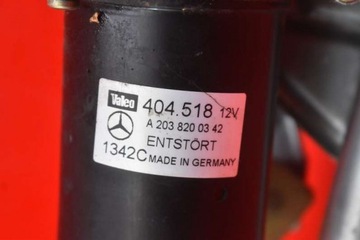 Valeo 404.518 12V
A 203 820 03 42
ENTSTÖRT
1342C MADE IN GERMANY